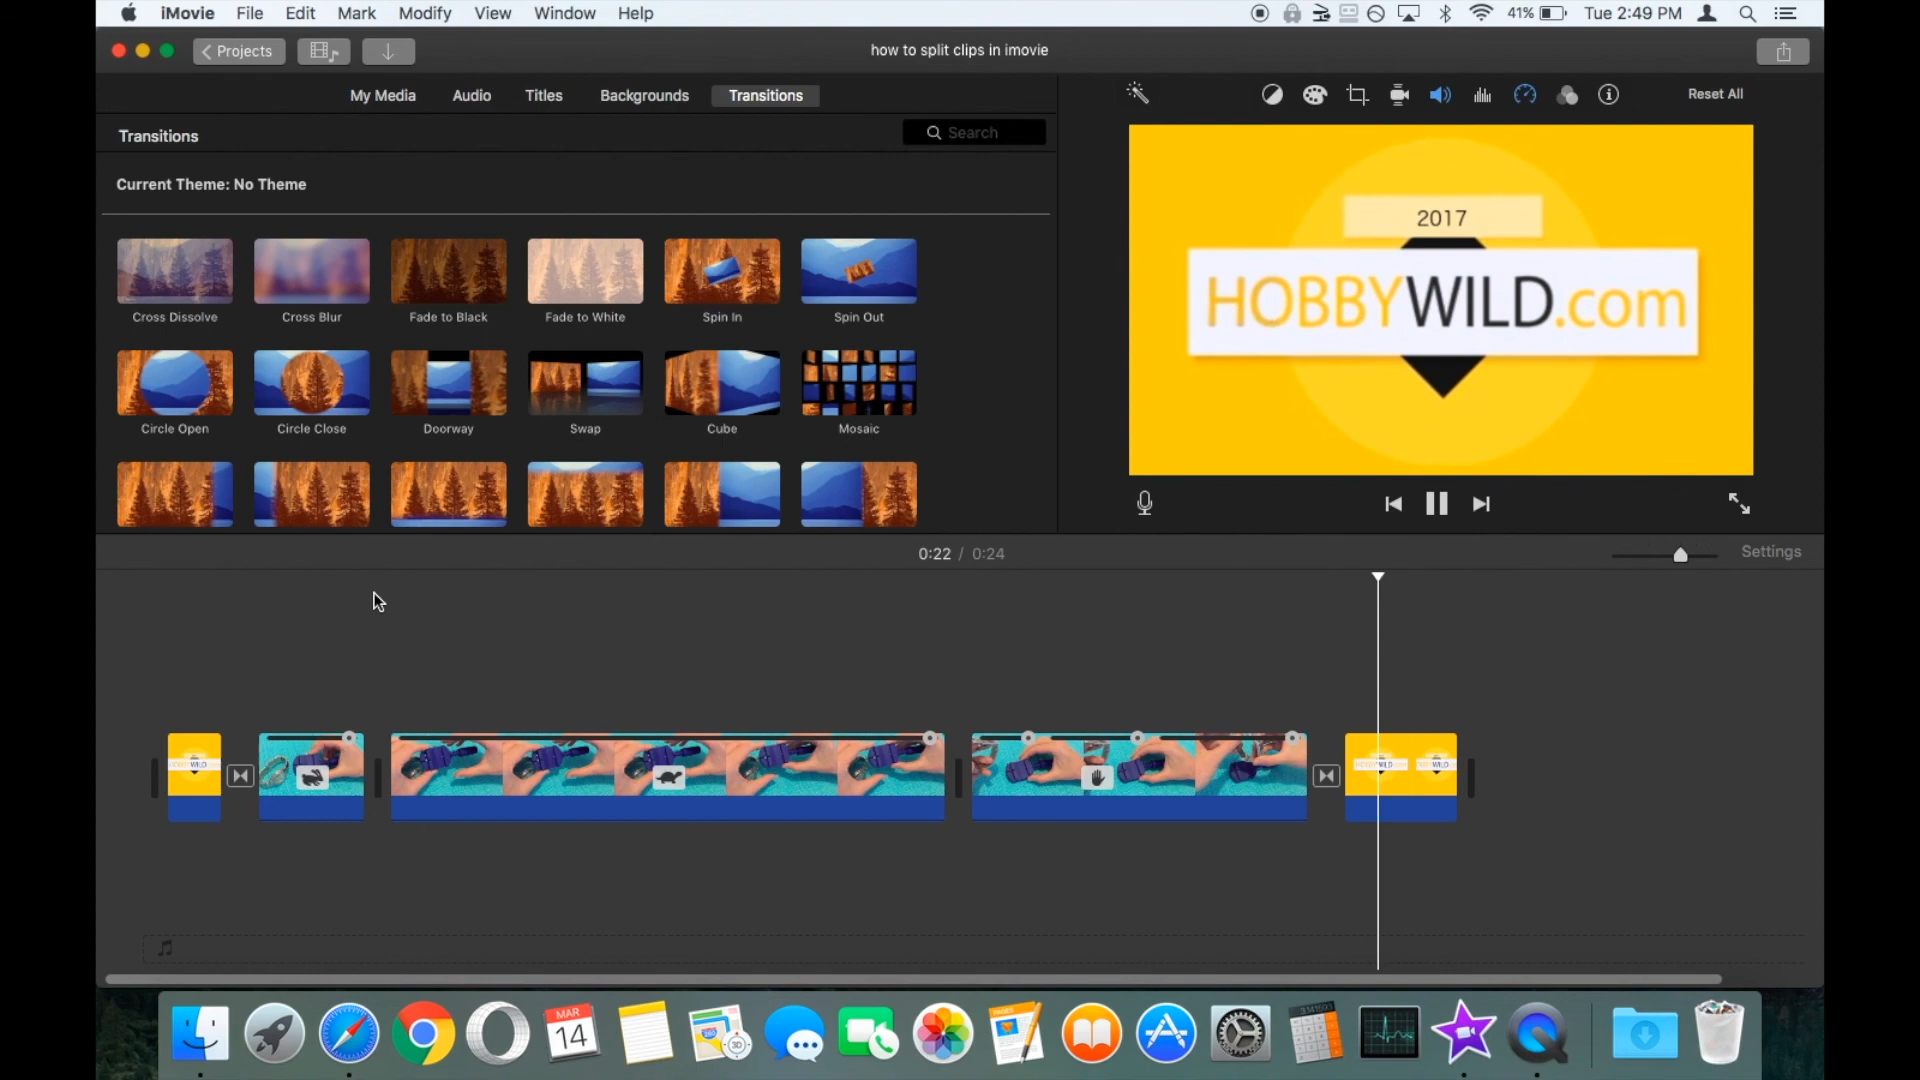 iMovie File Edit Mark Modify View Window Help
41% Tue 2:49 PM
Projects
how to split clips in imovie
My Media Audio Titles Backgrounds Transitions
Reset All
Transitions
Search
Current Theme: No Theme
2017
HOBBYWILD.com
Cross Dissolve Cross Blur Fade to Black Fade to White Spin In Spin Out
Circle Open Circle Close Doorway Swap Cube Mosaic
0:22 / 0:24
Settings
MAR
14
PAGES